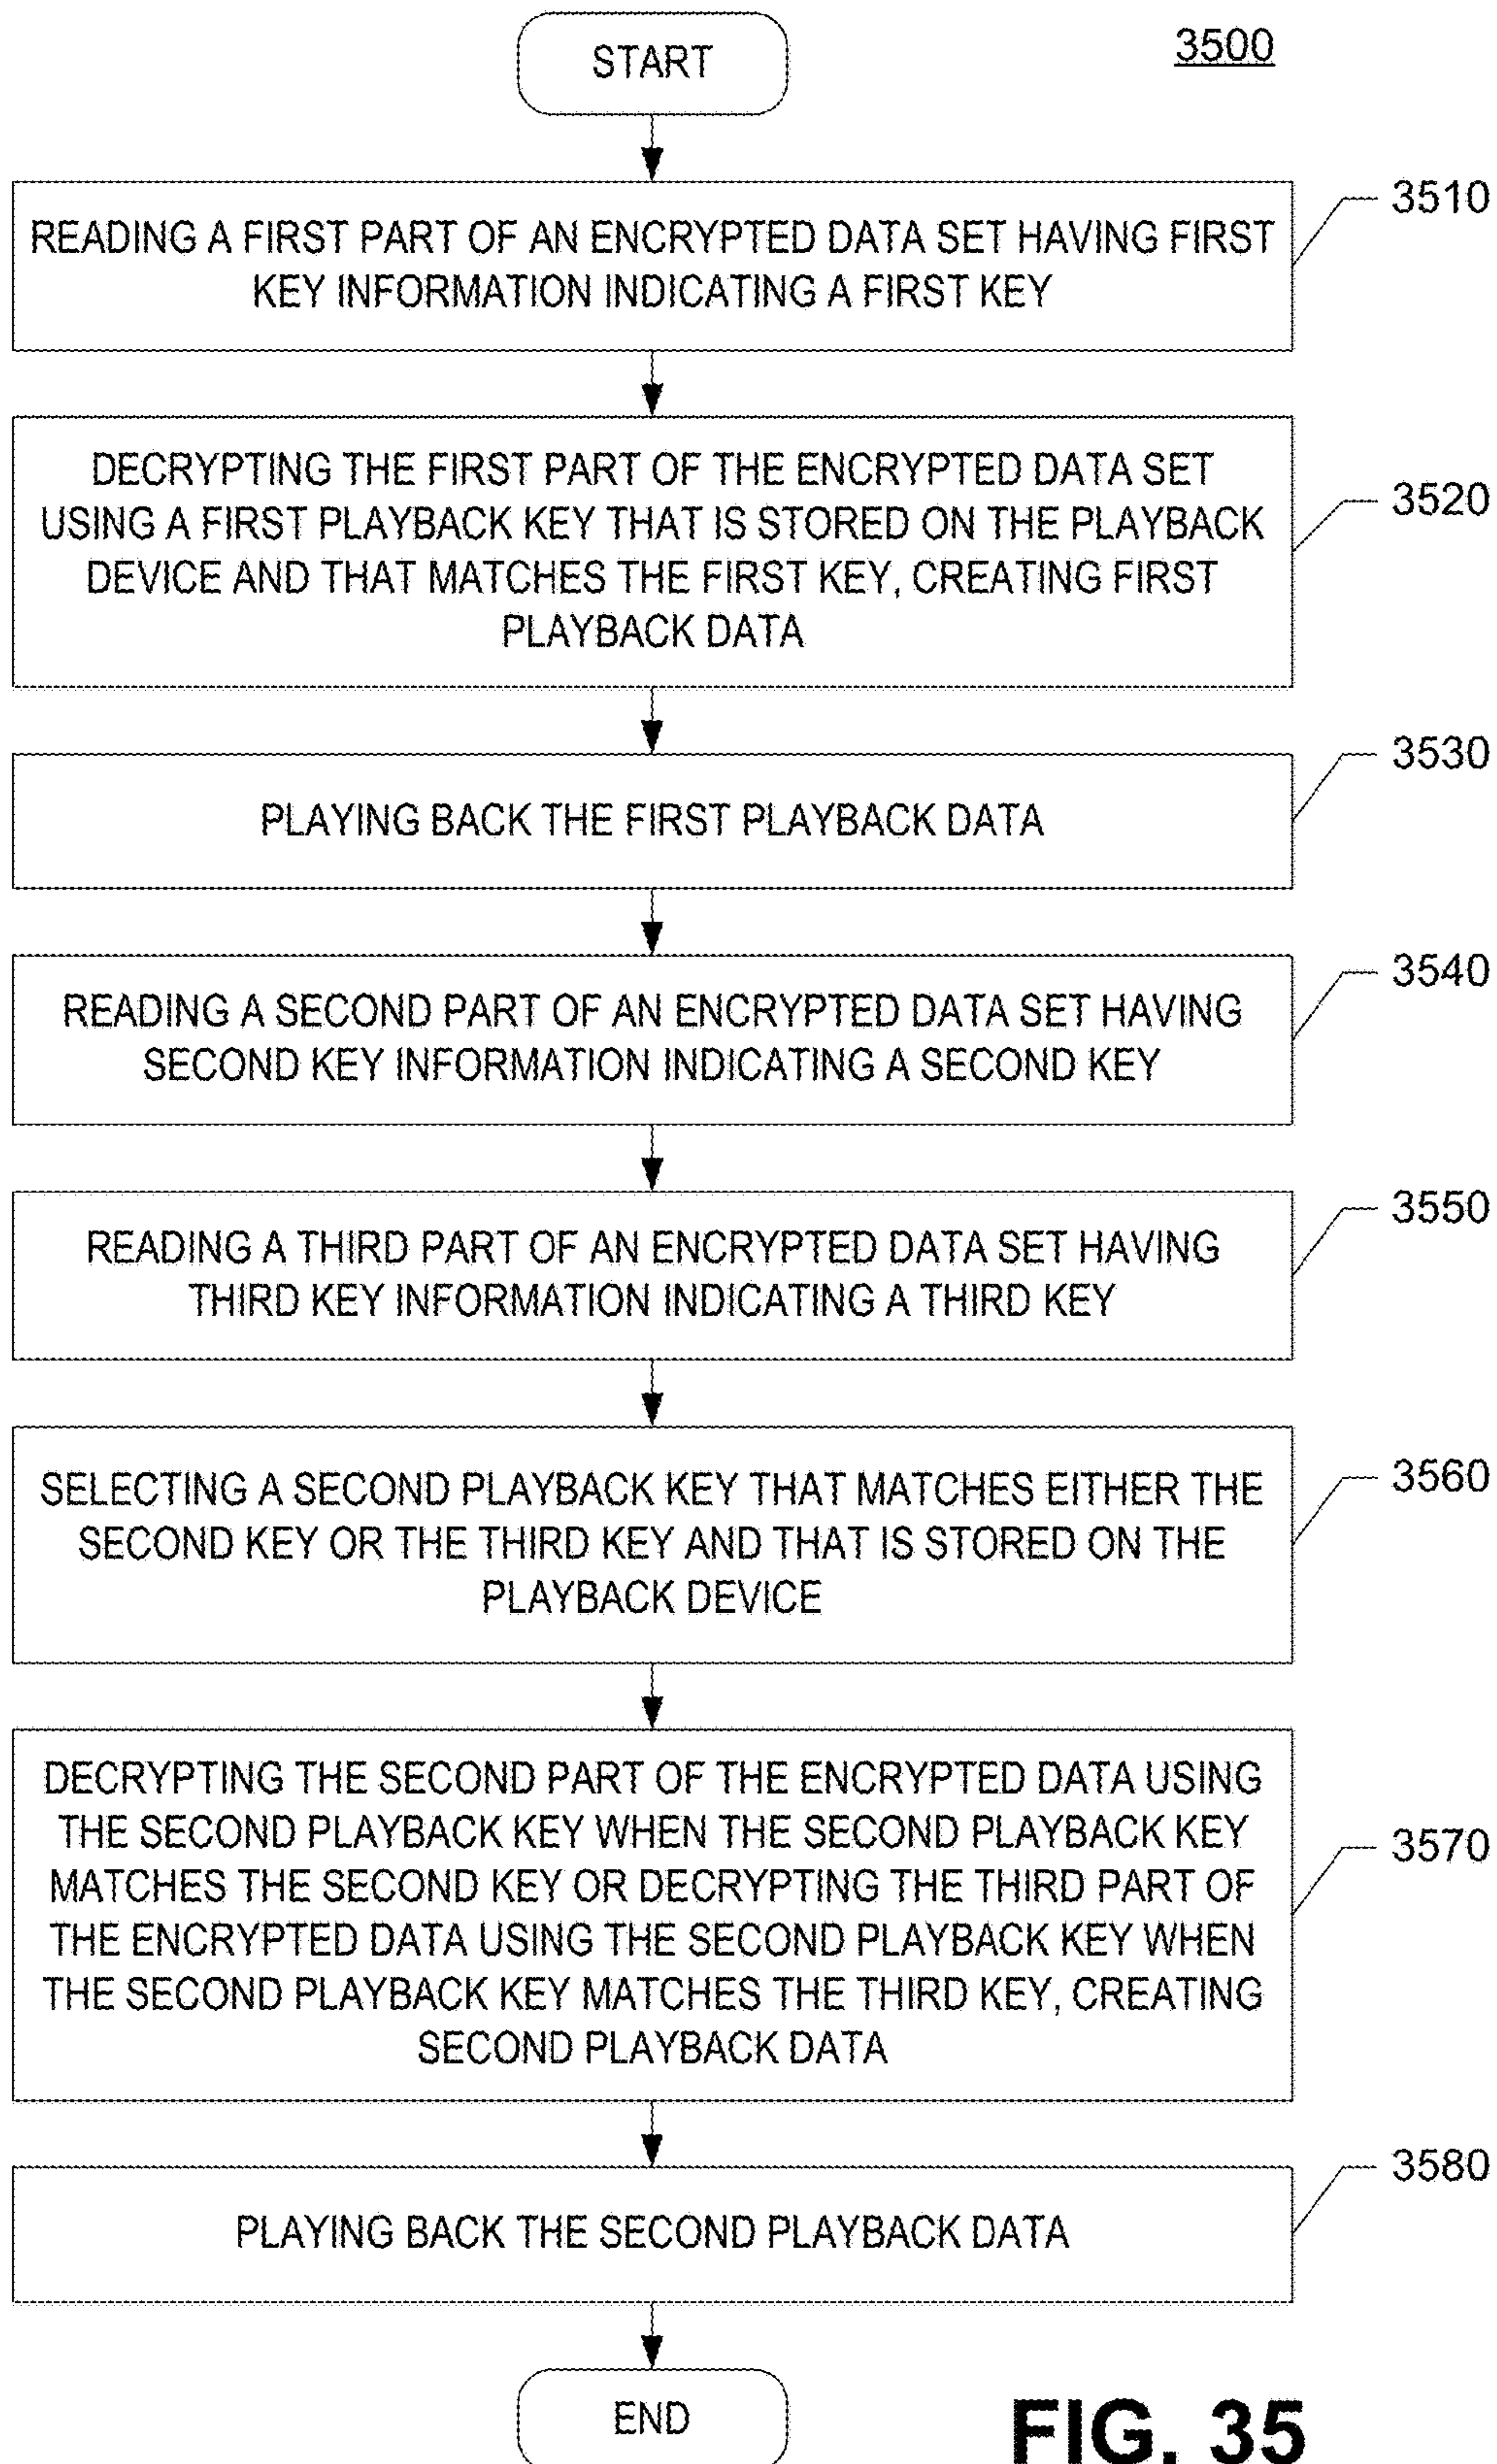 START
3500
READING A FIRST PART OF AN ENCRYPTED DATA SET HAVING FIRST
KEY INFORMATION INDICATING A FIRST KEY
3510
DECRYPTING THE FIRST PART OF THE ENCRYPTED DATA SET
USING A FIRST PLAYBACK KEY THAT IS STORED ON THE PLAYBACK
DEVICE AND THAT MATCHES THE FIRST KEY, CREATING FIRST
PLAYBACK DATA
3520
PLAYING BACK THE FIRST PLAYBACK DATA
3530
READING A SECOND PART OF AN ENCRYPTED DATA SET HAVING
SECOND KEY INFORMATION INDICATING A SECOND KEY
3540
READING A THIRD PART OF AN ENCRYPTED DATA SET HAVING
THIRD KEY INFORMATION INDICATING A THIRD KEY
3550
SELECTING A SECOND PLAYBACK KEY THAT MATCHES EITHER THE
SECOND KEY OR THE THIRD KEY AND THAT IS STORED ON THE
PLAYBACK DEVICE
3560
DECRYPTING THE SECOND PART OF THE ENCRYPTED DATA USING
THE SECOND PLAYBACK KEY WHEN THE SECOND PLAYBACK KEY
MATCHES THE SECOND KEY OR DECRYPTING THE THIRD PART OF
THE ENCRYPTED DATA USING THE SECOND PLAYBACK KEY WHEN
THE SECOND PLAYBACK KEY MATCHES THE THIRD KEY, CREATING
SECOND PLAYBACK DATA
3570
PLAYING BACK THE SECOND PLAYBACK DATA
3580
END
FIG. 35